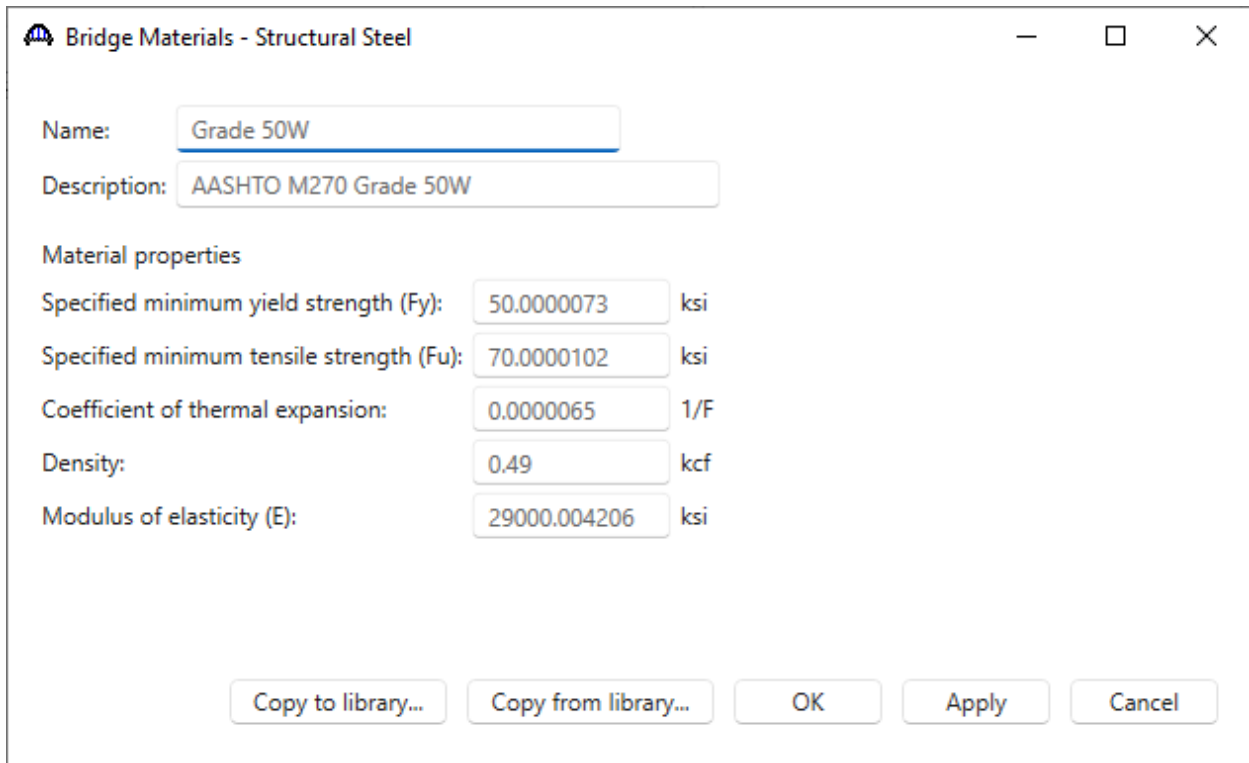 Bridge Materials - Structural Steel
Name: Grade 50W
Description: AASHTO M270 Grade 50W
Material properties
Specified minimum yield strength (Fy): 50.0000073 ksi
Specified minimum tensile strength (Fu): 70.0000102 ksi
Coefficient of thermal expansion: 0.0000065 1/F
Density: 0.49 kcf
Modulus of elasticity (E): 29000.004206 ksi
Copy to library... Copy from library... OK Apply Cancel